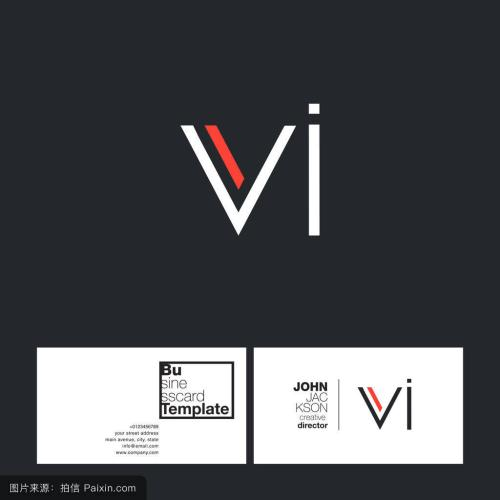 Vi
Bu
sine
sscard
Template
+0123456789
your street address
main avenue, city, state
info@email.com
www.company.com
JOHN
JAC
KSON
creative
director
Vi
图片来源：拍信 Paixin.com